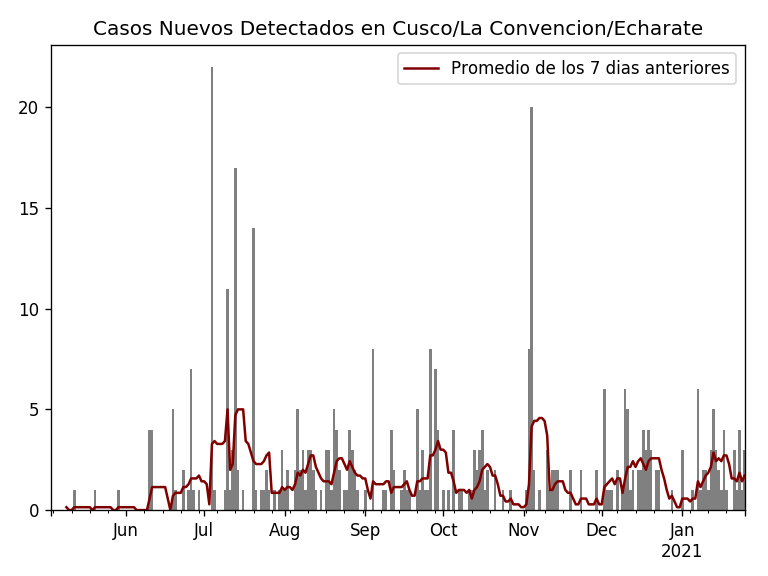 Casos Nuevos Detectados en Cusco/La Convencion/Echarate
Promedio de los 7 dias anteriores
20
15
10
5
0
Jun Jul Aug Sep Oct Nov Dec Jan
2021